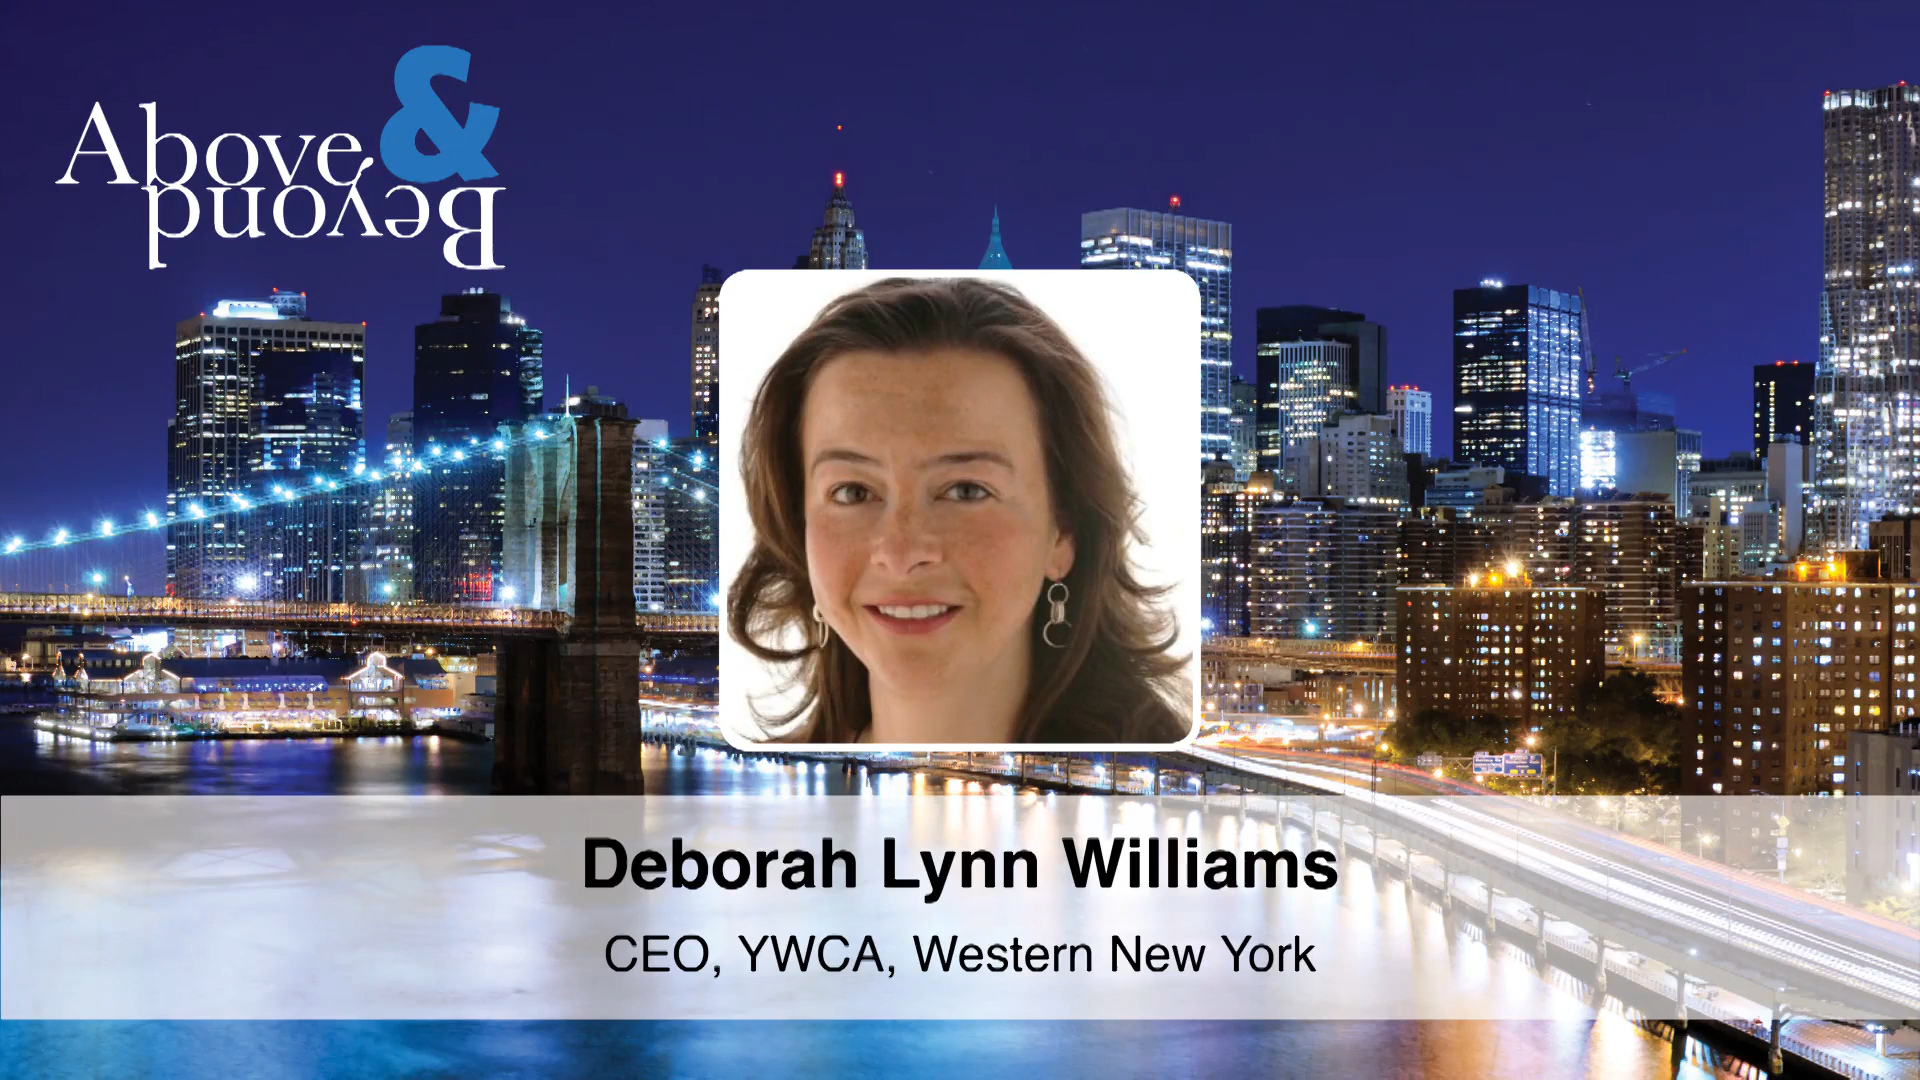 Above &
Beyond
Deborah Lynn Williams
CEO, YWCA, Western New York